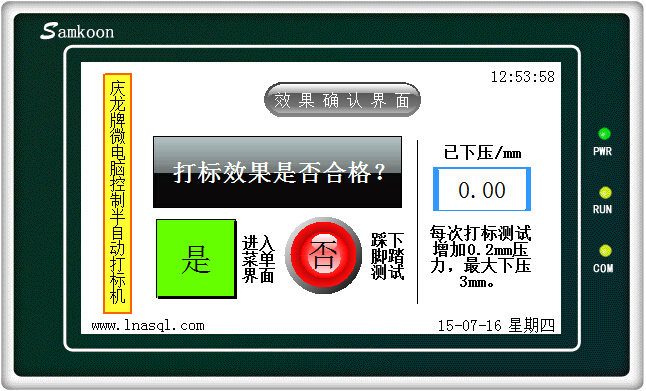 Samkoon
12:53:58
效果确认界面
庆龙牌微电脑控制半自动打标机
打标效果是否合格？
已下压/mm
0.00
是
进入
菜单
界面
否
踩下
脚踏
测试
每次打标测试
增加0.2mm压
力，最大下压
3mm。
www.lnasql.com
15-07-16 星期四
PWR
RUN
COM